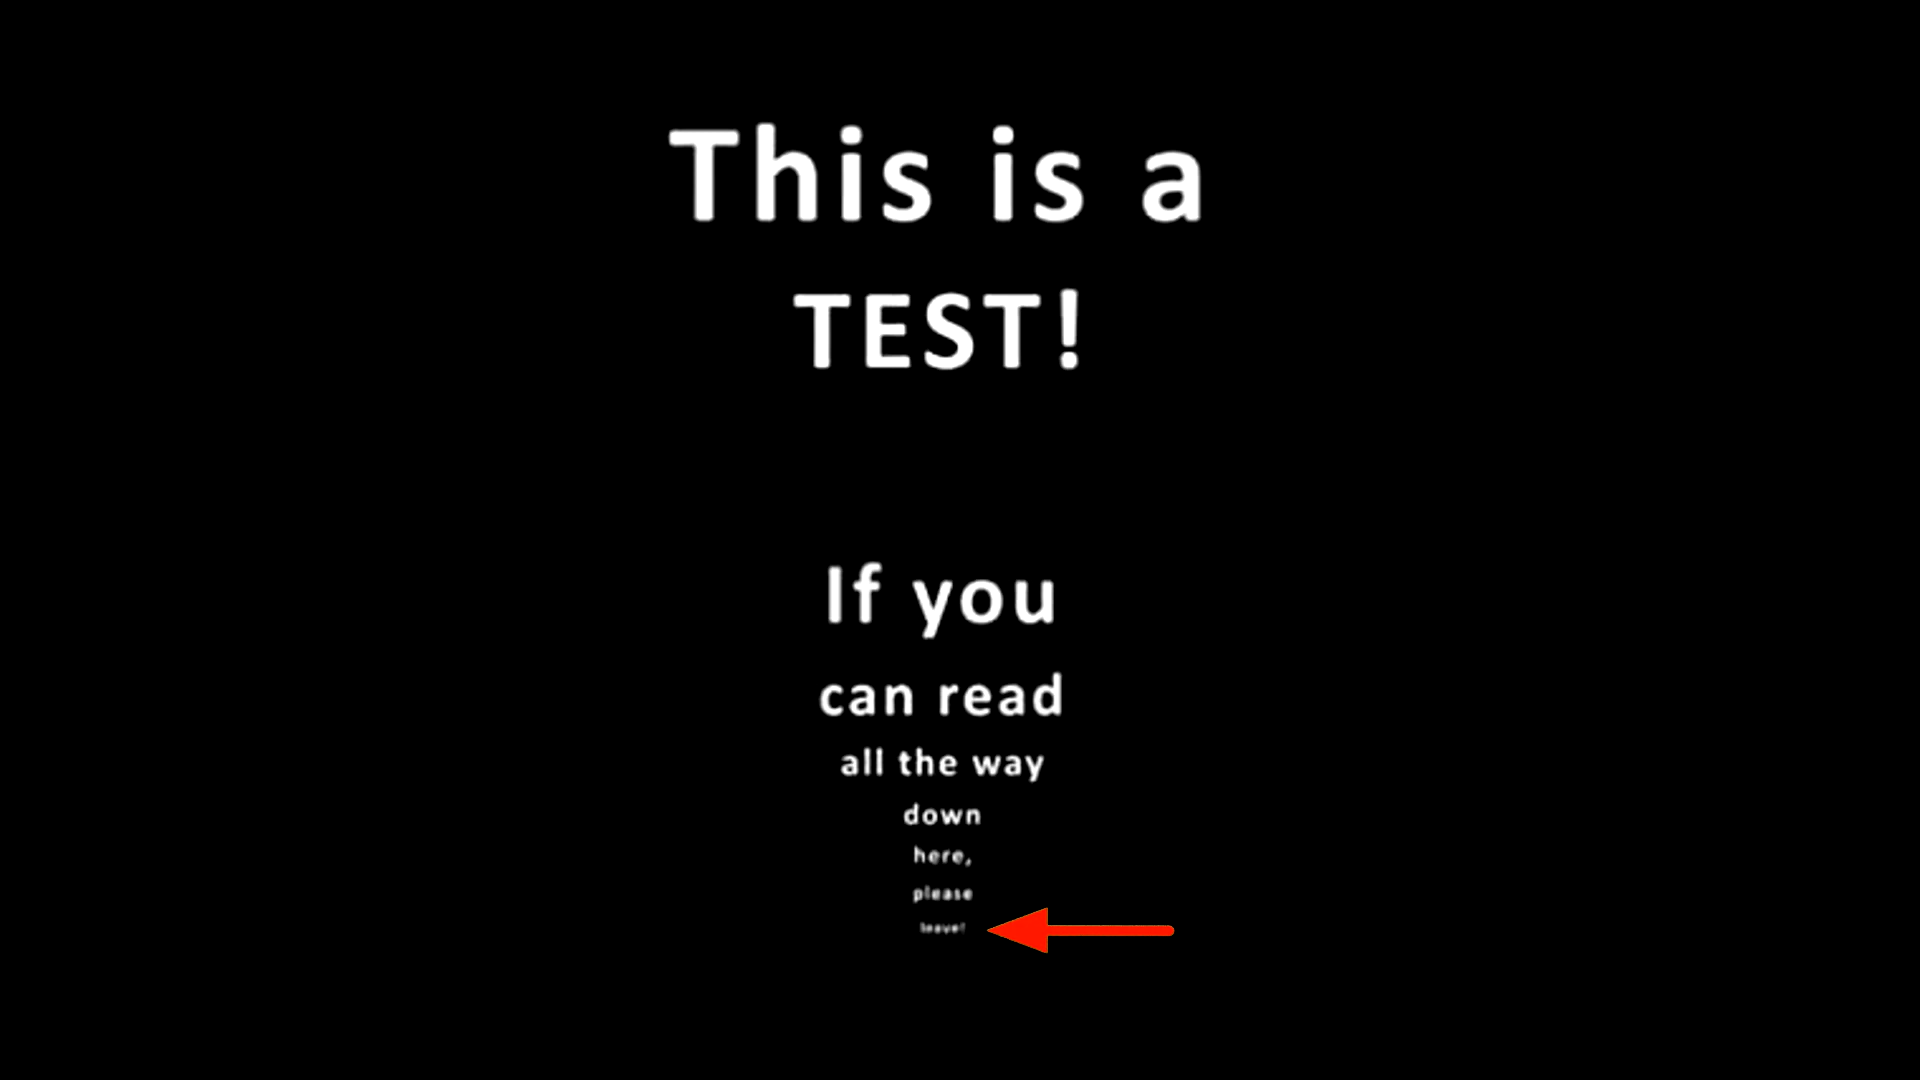 This is a
TEST!
If you
can read
all the way
down
here,
please
leave!